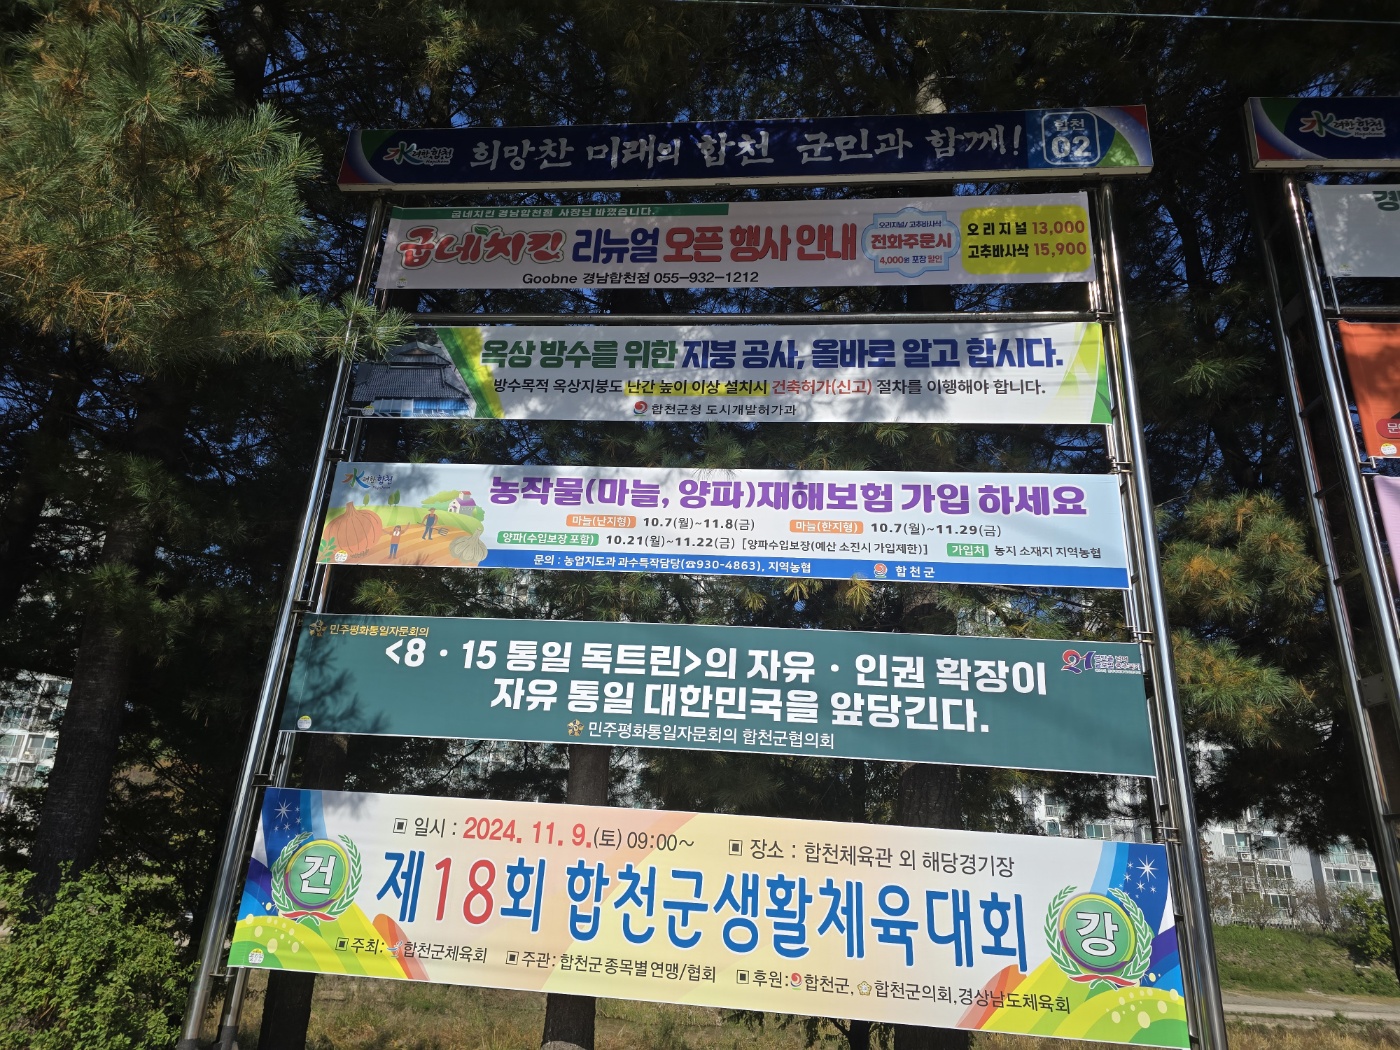 水려한합천 희망찬 미래의 합천 군민과 함께! 합천 02
굽네치킨 경남합천점 사장님 바꼈습니다.
굽네치킨 리뉴얼 오픈 행사 안내
오리지널/고추바사삭
전화주문시
4,000원 포장 할인
오리지널 13,000
고추바사삭 15,900
Goobne 경남합천점 055-932-1212
옥상 방수를 위한 지붕 공사, 올바로 알고 합시다.
방수목적 옥상지붕도 난간 높이 이상 설치시 건축허가(신고) 절차를 이행해야 합니다.
합천군청 도시개발허가과
水려한합천
농작물(마늘, 양파)재해보험 가입 하세요
마늘(난지형) 10.7(월)~11.8(금) 마늘(한지형) 10.7(월)~11.29(금)
양파(수입보장 포함) 10.21(월)~11.22(금) [양파수입보장(예산 소진시 가입제한)] 가입처 농지 소재지 지역농협
문의 : 농업지도과 과수특작담당(☎930-4863), 지역농협 합천군
민주평화통일자문회의
<8·15 통일 독트린>의 자유·인권 확장이
자유 통일 대한민국을 앞당긴다.
민주평화통일자문회의 합천군협의회
▣ 일시 : 2024. 11. 9.(토) 09:00~ ▣ 장소 : 합천체육관 외 해당경기장
건 제18회 합천군생활체육대회 강
▣주최: 합천군체육회 ▣주관: 합천군종목별연맹/협회 ▣후원: 합천군, 합천군의회, 경상남도체육회
水려한합천